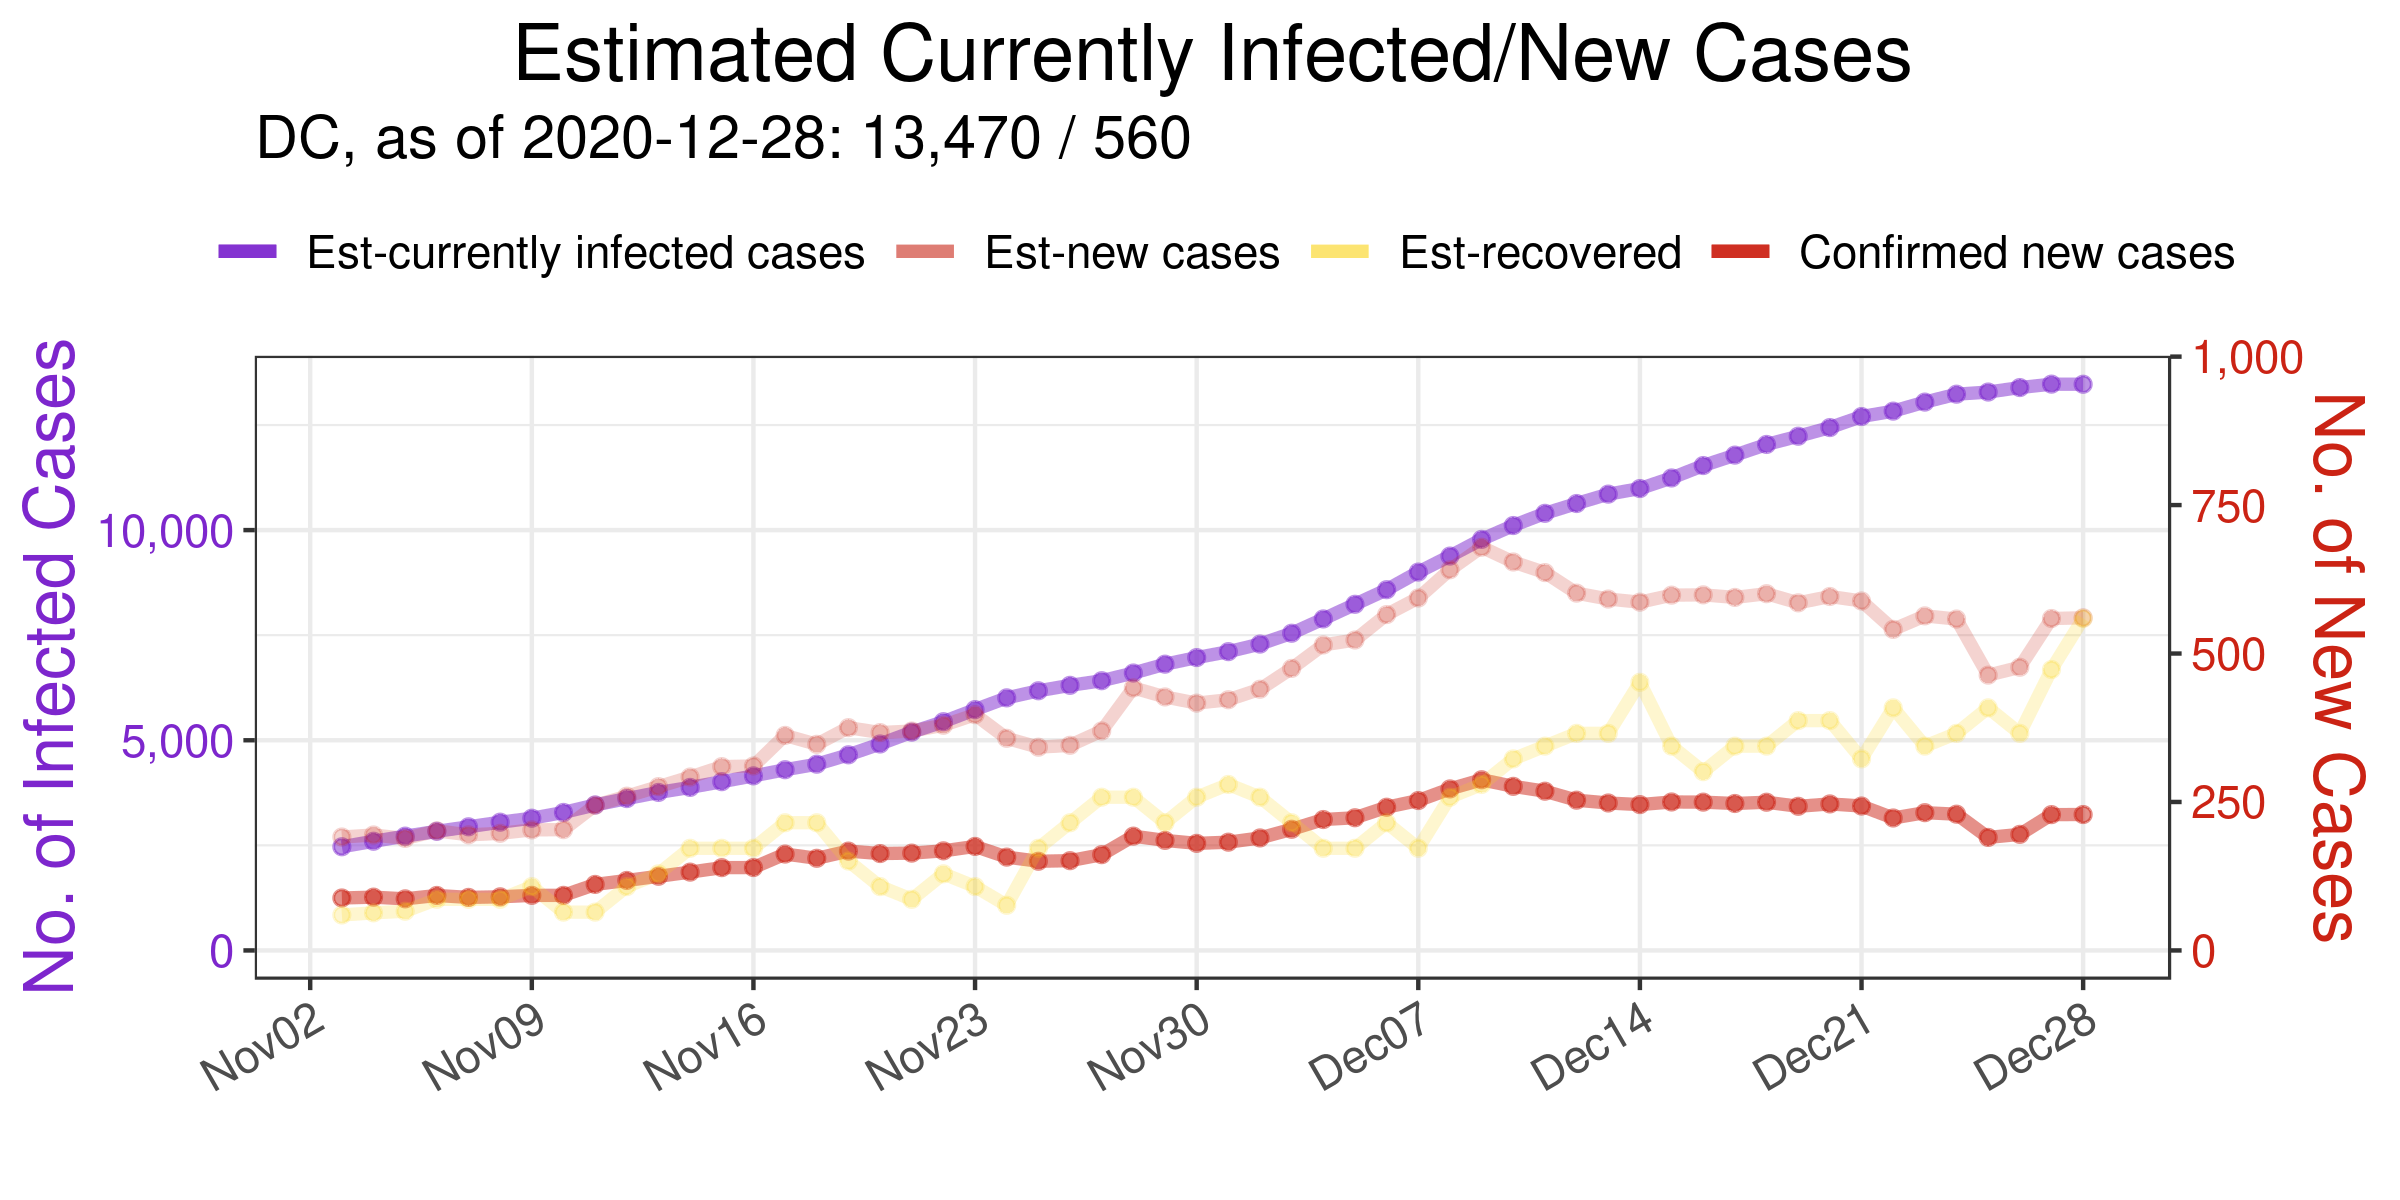 Estimated Currently Infected/New Cases
DC, as of 2020-12-28: 13,470 / 560
Est-currently infected cases Est-new cases Est-recovered Confirmed new cases
No. of Infected Cases
10,000
5,000
0
1,000
750
500
250
0
No. of New Cases
Nov02 Nov09 Nov16 Nov23 Nov30 Dec07 Dec14 Dec21 Dec28